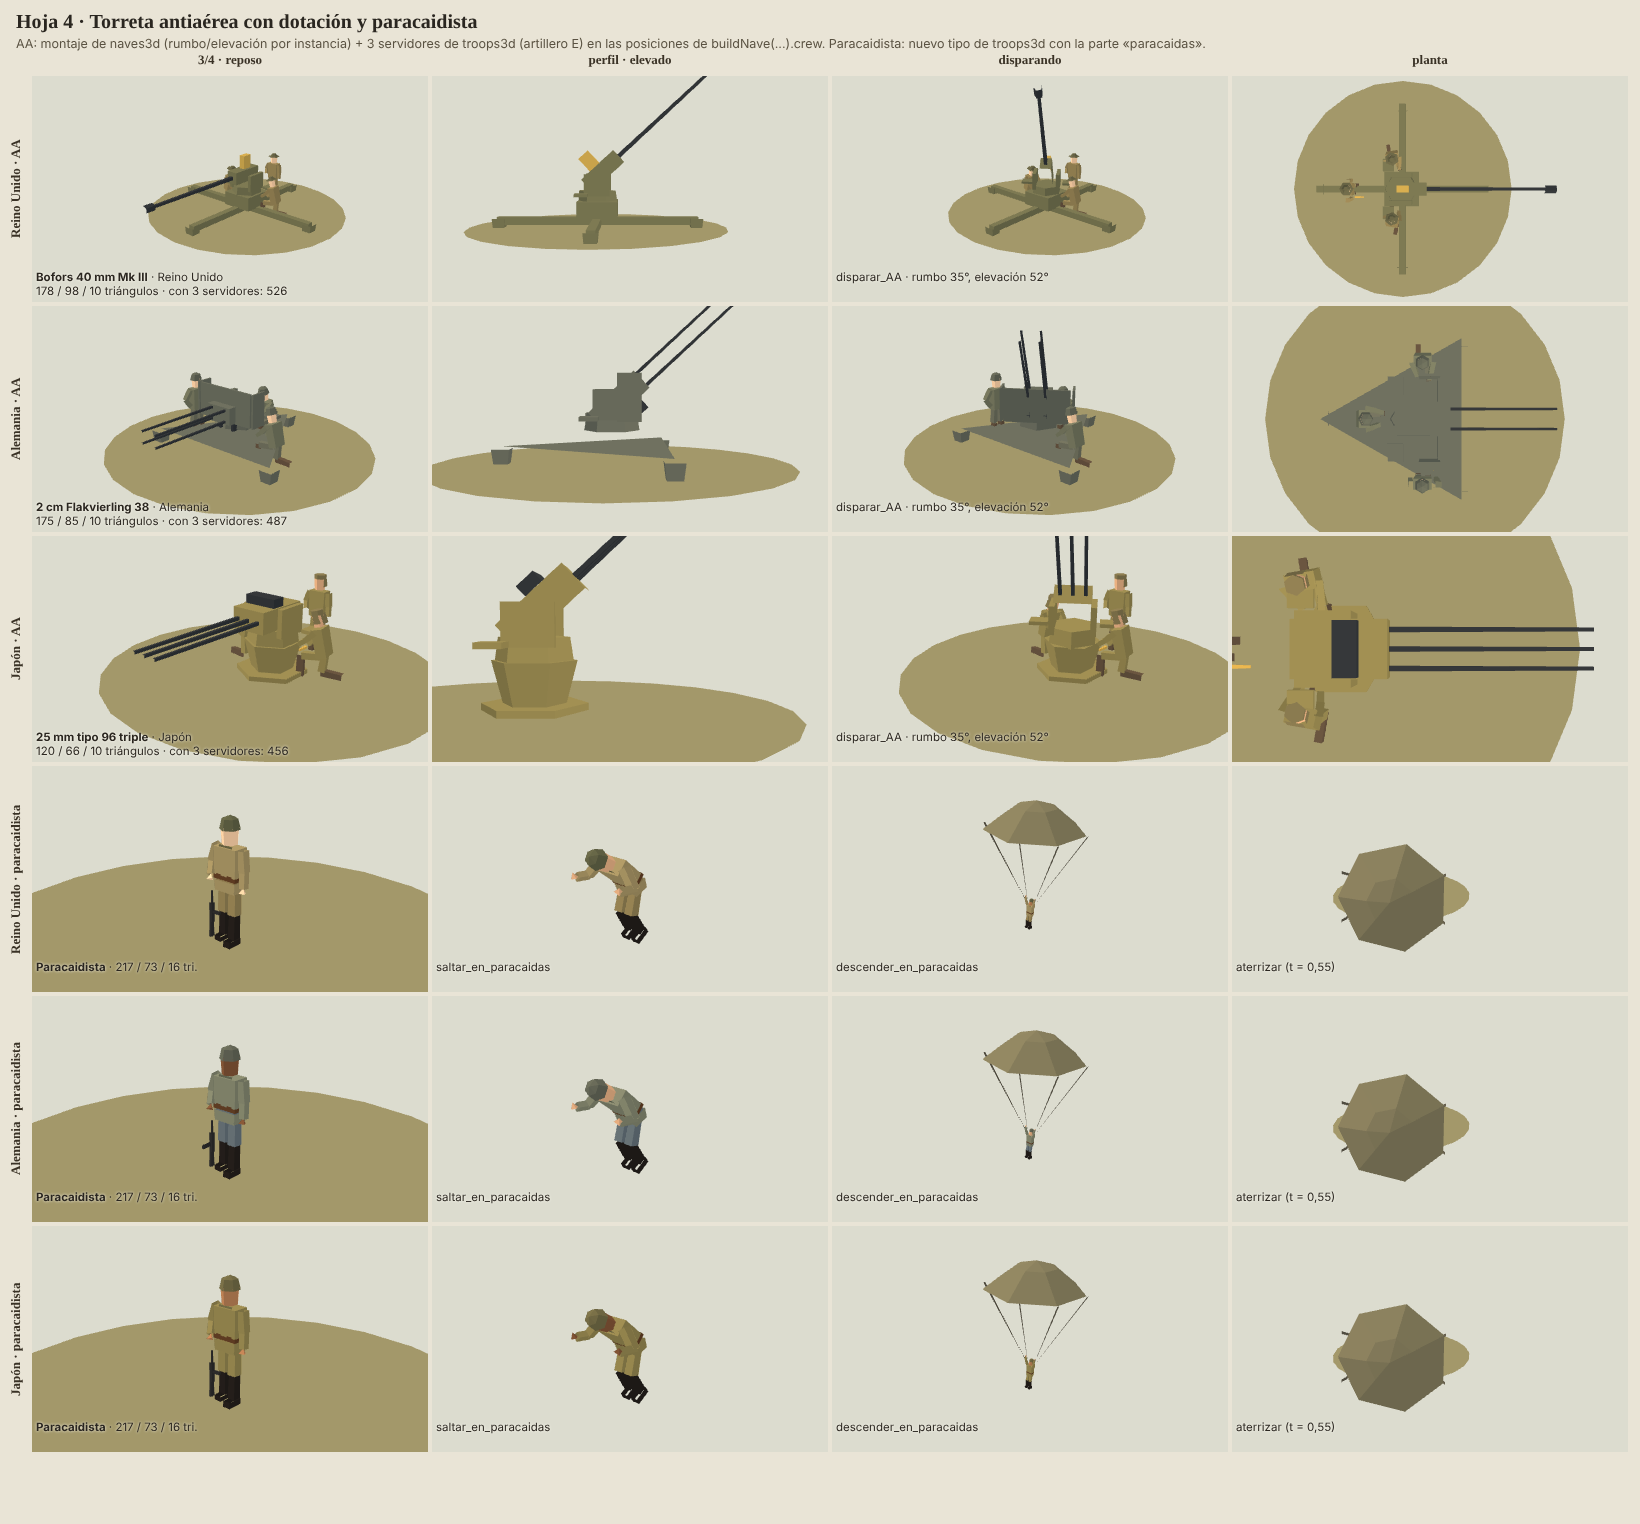 Hoja 4 · Torreta antiaérea con dotación y paracaidista
AA: montaje de naves3d (rumbo/elevación por instancia) + 3 servidores de troops3d (artillero E) en las posiciones de buildNave(...).crew. Paracaidista: nuevo tipo de troops3d con la parte «paracaidas».
3/4 · reposo
perfil · elevado
disparando
planta
Reino Unido · AA
Bofors 40 mm Mk III · Reino Unido
178 / 98 / 10 triángulos · con 3 servidores: 526
disparar_AA · rumbo 35°, elevación 52°
Alemania · AA
2 cm Flakvierling 38 · Alemania
175 / 85 / 10 triángulos · con 3 servidores: 487
disparar_AA · rumbo 35°, elevación 52°
Japón · AA
25 mm tipo 96 triple · Japón
120 / 66 / 10 triángulos · con 3 servidores: 456
disparar_AA · rumbo 35°, elevación 52°
Reino Unido · paracaidista
Paracaidista · 217 / 73 / 16 tri.
saltar_en_paracaidas
descender_en_paracaidas
aterrizar (t = 0,55)
Alemania · paracaidista
Paracaidista · 217 / 73 / 16 tri.
saltar_en_paracaidas
descender_en_paracaidas
aterrizar (t = 0,55)
Japón · paracaidista
Paracaidista · 217 / 73 / 16 tri.
saltar_en_paracaidas
descender_en_paracaidas
aterrizar (t = 0,55)